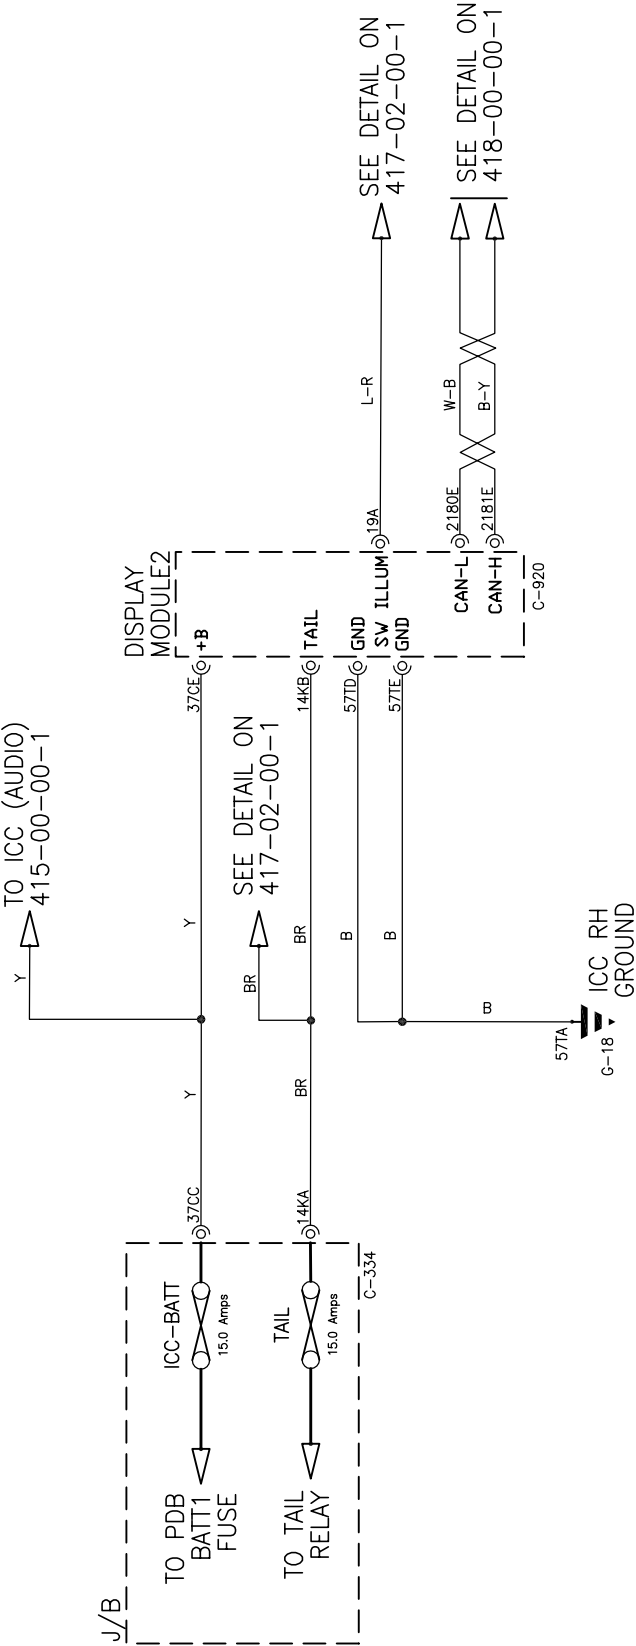 J/B
TO PDB
BATT1
FUSE
ICC-BATT
15.0 Amps
37CC
TO TAIL
RELAY
TAIL
15.0 Amps
14KA
C-334
Y
Y
TO ICC (AUDIO)
415-00-00-1
Y
37CE
BR
BR
SEE DETAIL ON
417-02-00-1
BR
14KB
B
57TD
B
57TE
B
57TA
G-18
ICC RH
GROUND
DISPLAY
MODULE2
+B
TAIL
GND
SW ILLUM
GND
CAN-L
CAN-H
C-920
19A
L-R
SEE DETAIL ON
417-02-00-1
2180E
W-B
2181E
B-Y
SEE DETAIL ON
418-00-00-1